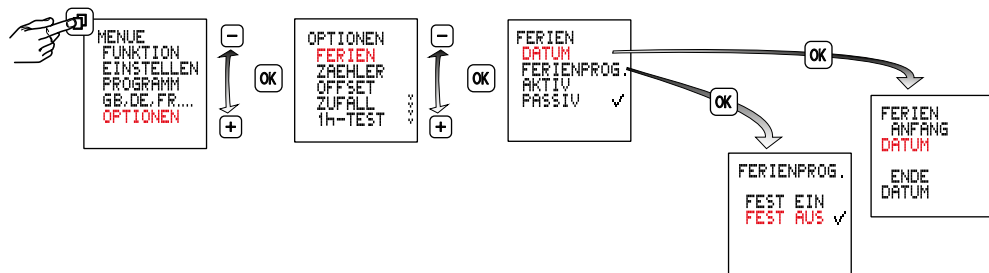 MENUE
FUNKTION
EINSTELLEN
PROGRAMM
GB,DE,FR....
OPTIONEN
OK
OPTIONEN
FERIEN
ZAEHLER
OFFSET
ZUFALL
1h-TEST
OK
FERIEN
DATUM
FERIENPROG.
AKTIV
PASSIV ✓
OK
OK
FERIENPROG.
FEST EIN
FEST AUS ✓
FERIEN
ANFANG
DATUM
ENDE
DATUM